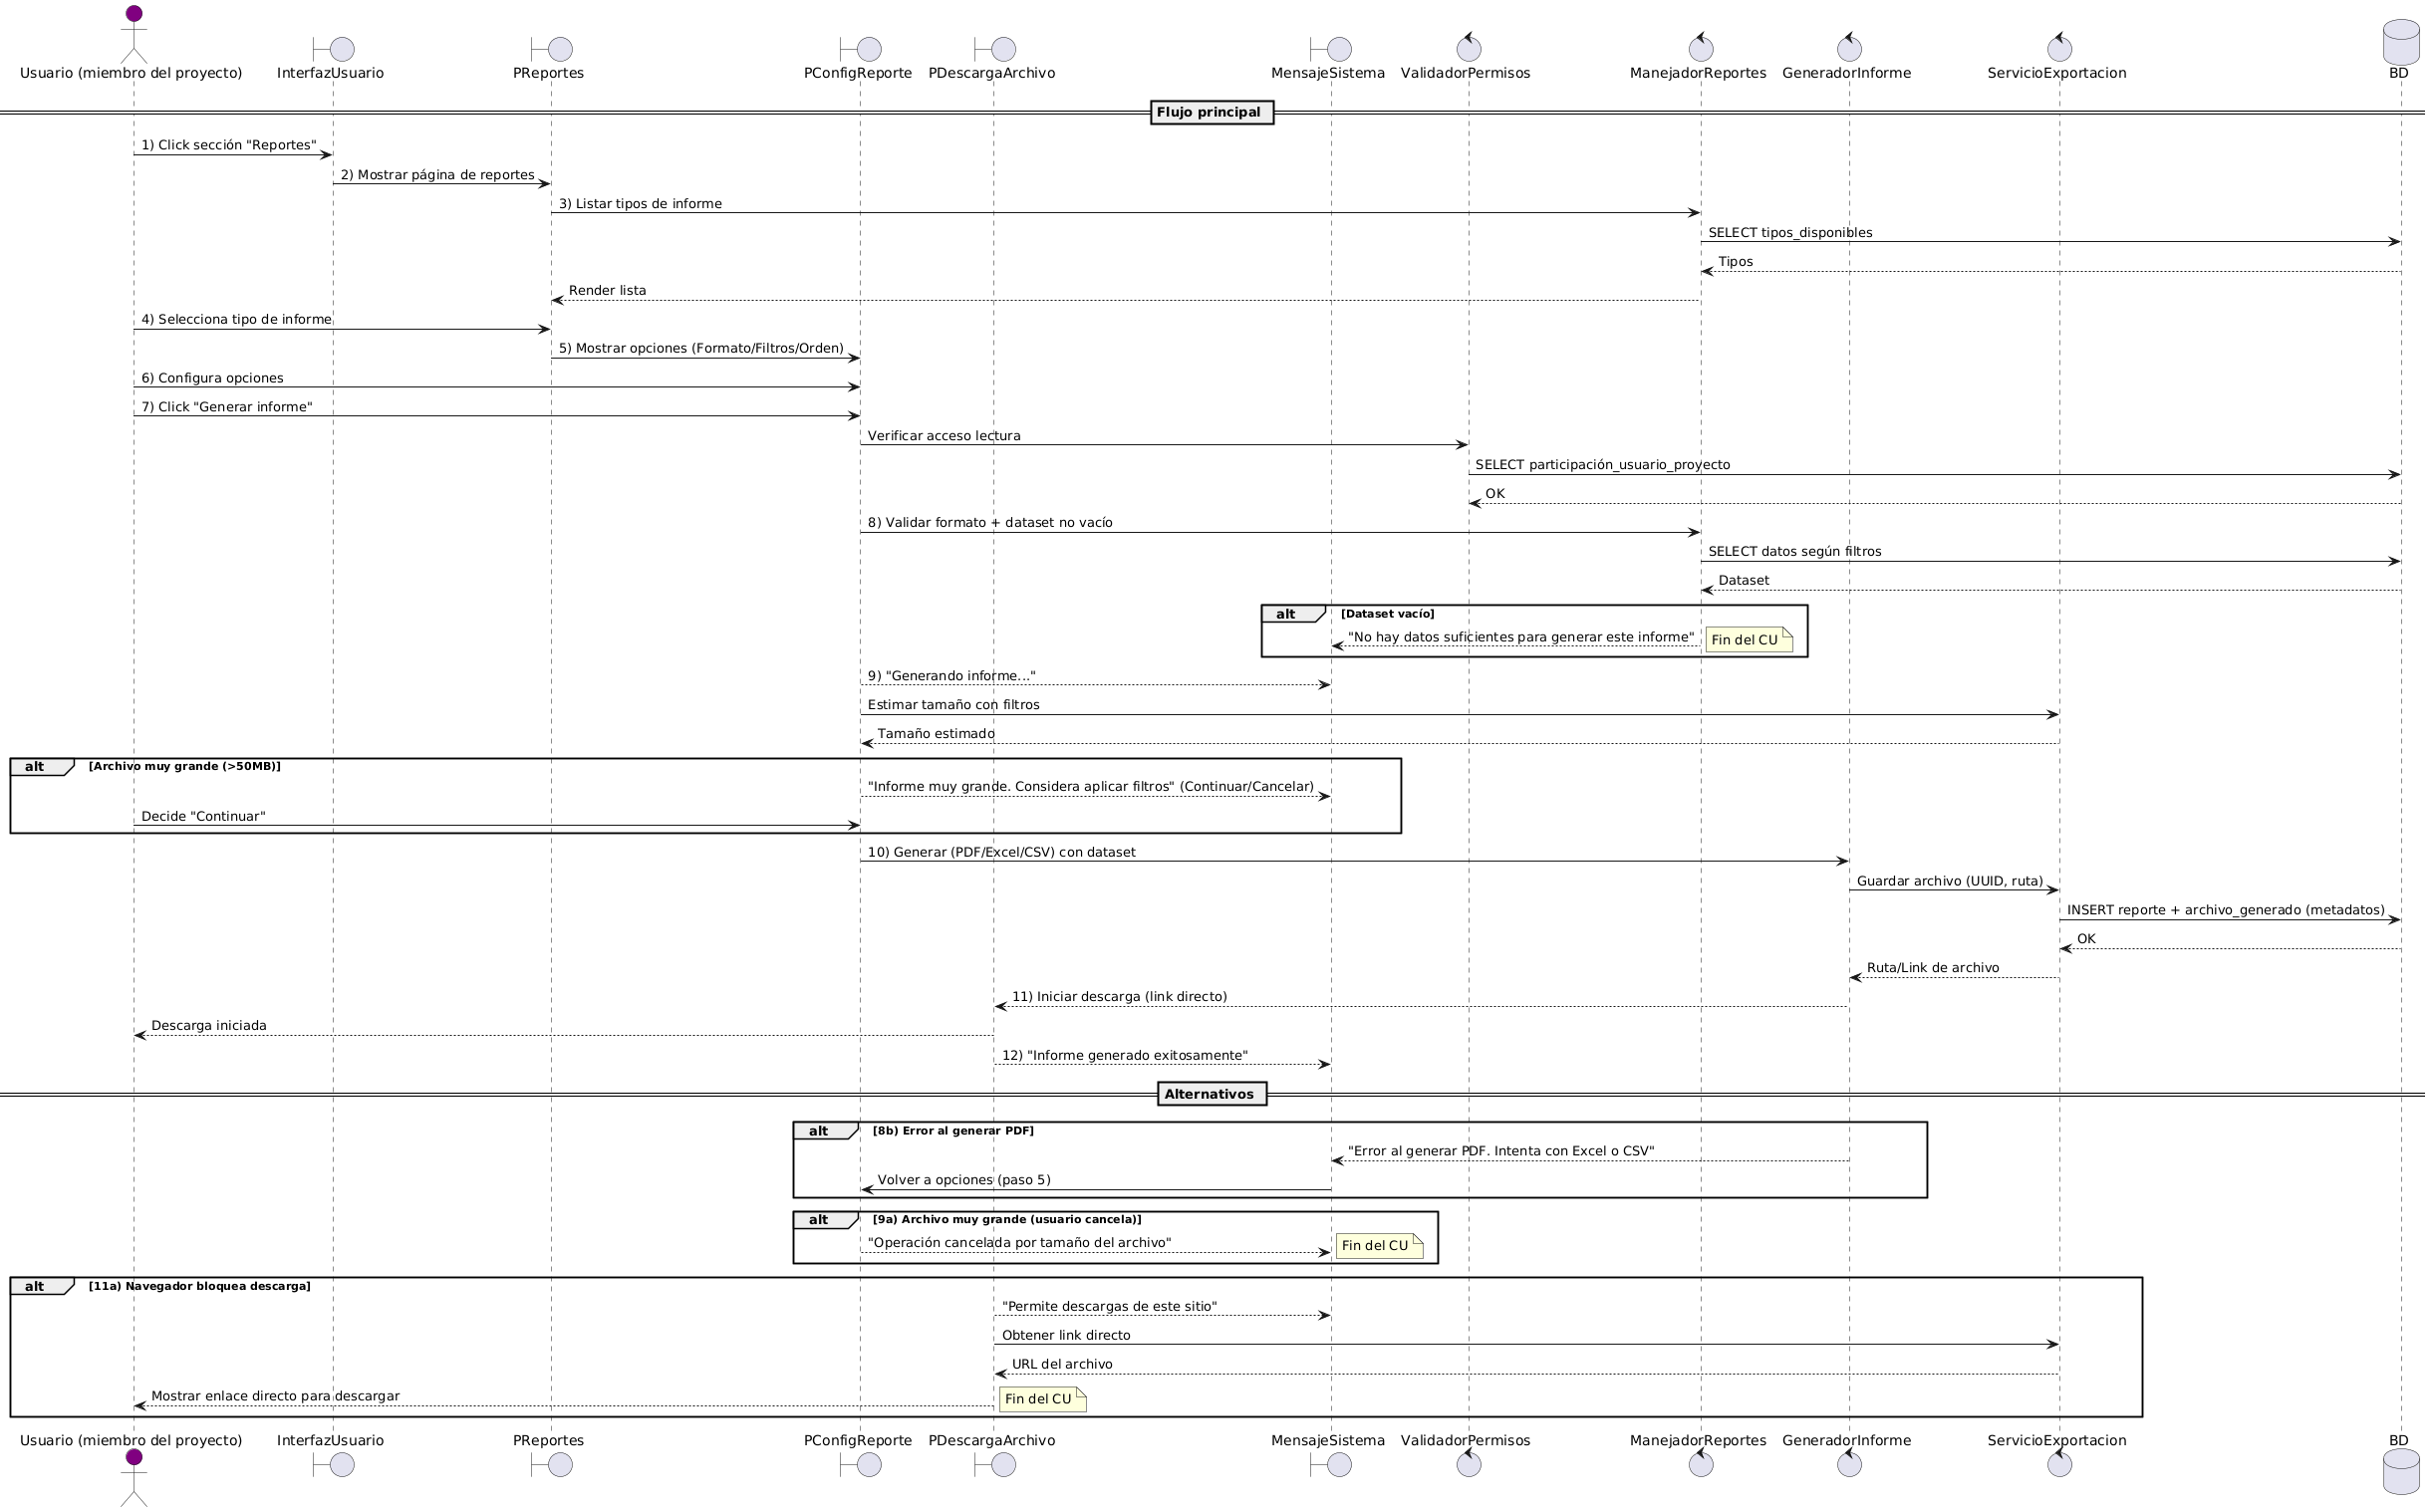 Usuario (miembro del proyecto)
InterfazUsuario
PReportes
PConfigReporte
PDescargaArchivo
MensajeSistema
ValidadorPermisos
ManejadorReportes
GeneradorInforme
ServicioExportacion
BD
Flujo principal
1) Click sección "Reportes"
2) Mostrar página de reportes
3) Listar tipos de informe
SELECT tipos_disponibles
Tipos
Render lista
4) Selecciona tipo de informe
5) Mostrar opciones (Formato/Filtros/Orden)
6) Configura opciones
7) Click "Generar informe"
Verificar acceso lectura
SELECT participación_usuario_proyecto
OK
8) Validar formato + dataset no vacío
SELECT datos según filtros
Dataset
alt [Dataset vacío]
"No hay datos suficientes para generar este informe"
Fin del CU
9) "Generando informe..."
Estimar tamaño con filtros
Tamaño estimado
alt [Archivo muy grande (>50MB)]
"Informe muy grande. Considera aplicar filtros" (Continuar/Cancelar)
Decide "Continuar"
10) Generar (PDF/Excel/CSV) con dataset
Guardar archivo (UUID, ruta)
INSERT reporte + archivo_generado (metadatos)
OK
Ruta/Link de archivo
11) Iniciar descarga (link directo)
Descarga iniciada
12) "Informe generado exitosamente"
Alternativos
alt [8b) Error al generar PDF]
"Error al generar PDF. Intenta con Excel o CSV"
Volver a opciones (paso 5)
alt [9a) Archivo muy grande (usuario cancela)]
"Operación cancelada por tamaño del archivo"
Fin del CU
alt [11a) Navegador bloquea descarga]
"Permite descargas de este sitio"
Obtener link directo
URL del archivo
Mostrar enlace directo para descargar
Fin del CU
Usuario (miembro del proyecto)
InterfazUsuario
PReportes
PConfigReporte
PDescargaArchivo
MensajeSistema
ValidadorPermisos
ManejadorReportes
GeneradorInforme
ServicioExportacion
BD